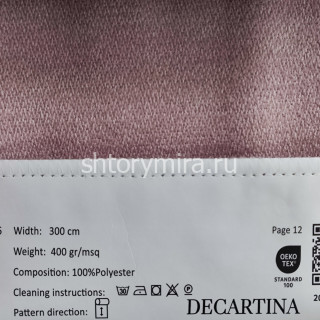 shtorymira.ru
Width: 300 cm
Page 12
Weight: 400 gr/msq
OEKO
TEX®
Composition: 100%Polyester
STANDARD
100
Cleaning instructions:
Pattern direction:
DECARTINA